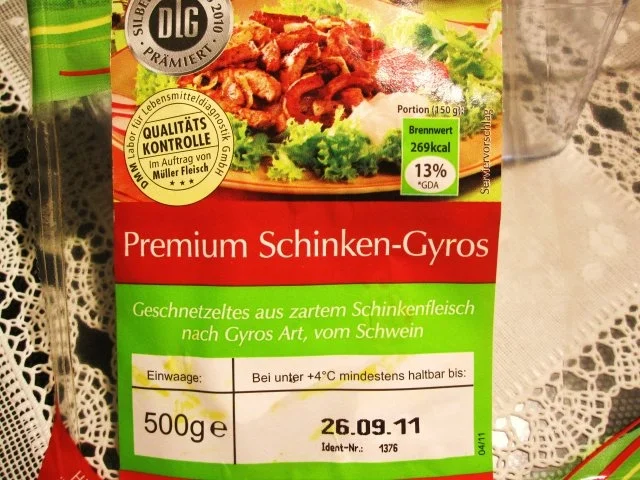 SILBE
2010
DLG
PRÄMIERT
DMM Labor für Lebensmitteldiagnostik GmbH
QUALITÄTS
KONTROLLE
Im Auftrag von
Müller Fleisch
Portion (150 g)
Brennwert
269kcal
13%
*GDA
Serviervorschlag
Premium Schinken-Gyros
Geschnetzeltes aus zartem Schinkenfleisch
nach Gyros Art, vom Schwein
Einwaage:
Bei unter +4°C mindestens haltbar bis:
500g e
26.09.11
Ident-Nr.: 1376
04/11